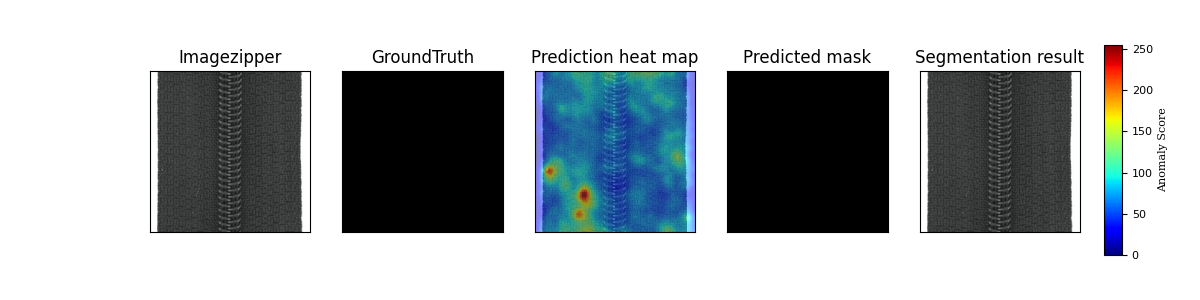 Imagezipper
GroundTruth
Prediction heat map
Predicted mask
Segmentation result
250
200
150
100
50
0
Anomaly Score